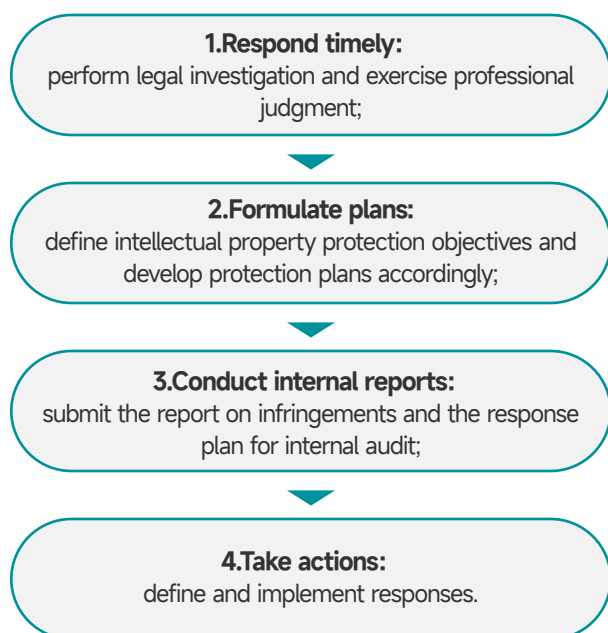 1.Respond timely:
perform legal investigation and exercise professional
judgment;
2.Formulate plans:
define intellectual property protection objectives and
develop protection plans accordingly;
3.Conduct internal reports:
submit the report on infringements and the response
plan for internal audit;
4.Take actions:
define and implement responses.